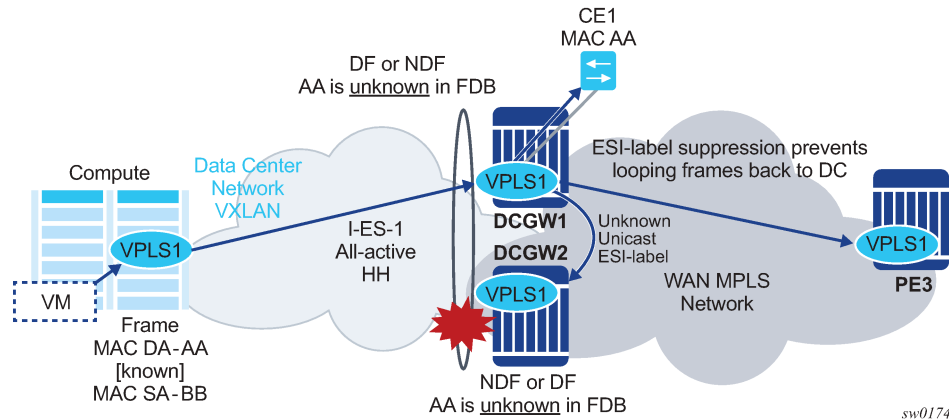 CE1
MAC AA
DF or NDF
AA is unknown in FDB
ESI-label suppression prevents
looping frames back to DC
Compute
Data Center
Network
VXLAN
VPLS1
I-ES-1
All-active
HH
VPLS1
DCGW1
DCGW2
Unknown
Unicast
ESI-label
VPLS1
VPLS1
PE3
WAN MPLS
Network
VM
Frame
MAC DA-AA
[known]
MAC SA-BB
NDF or DF
AA is unknown in FDB
sw0174